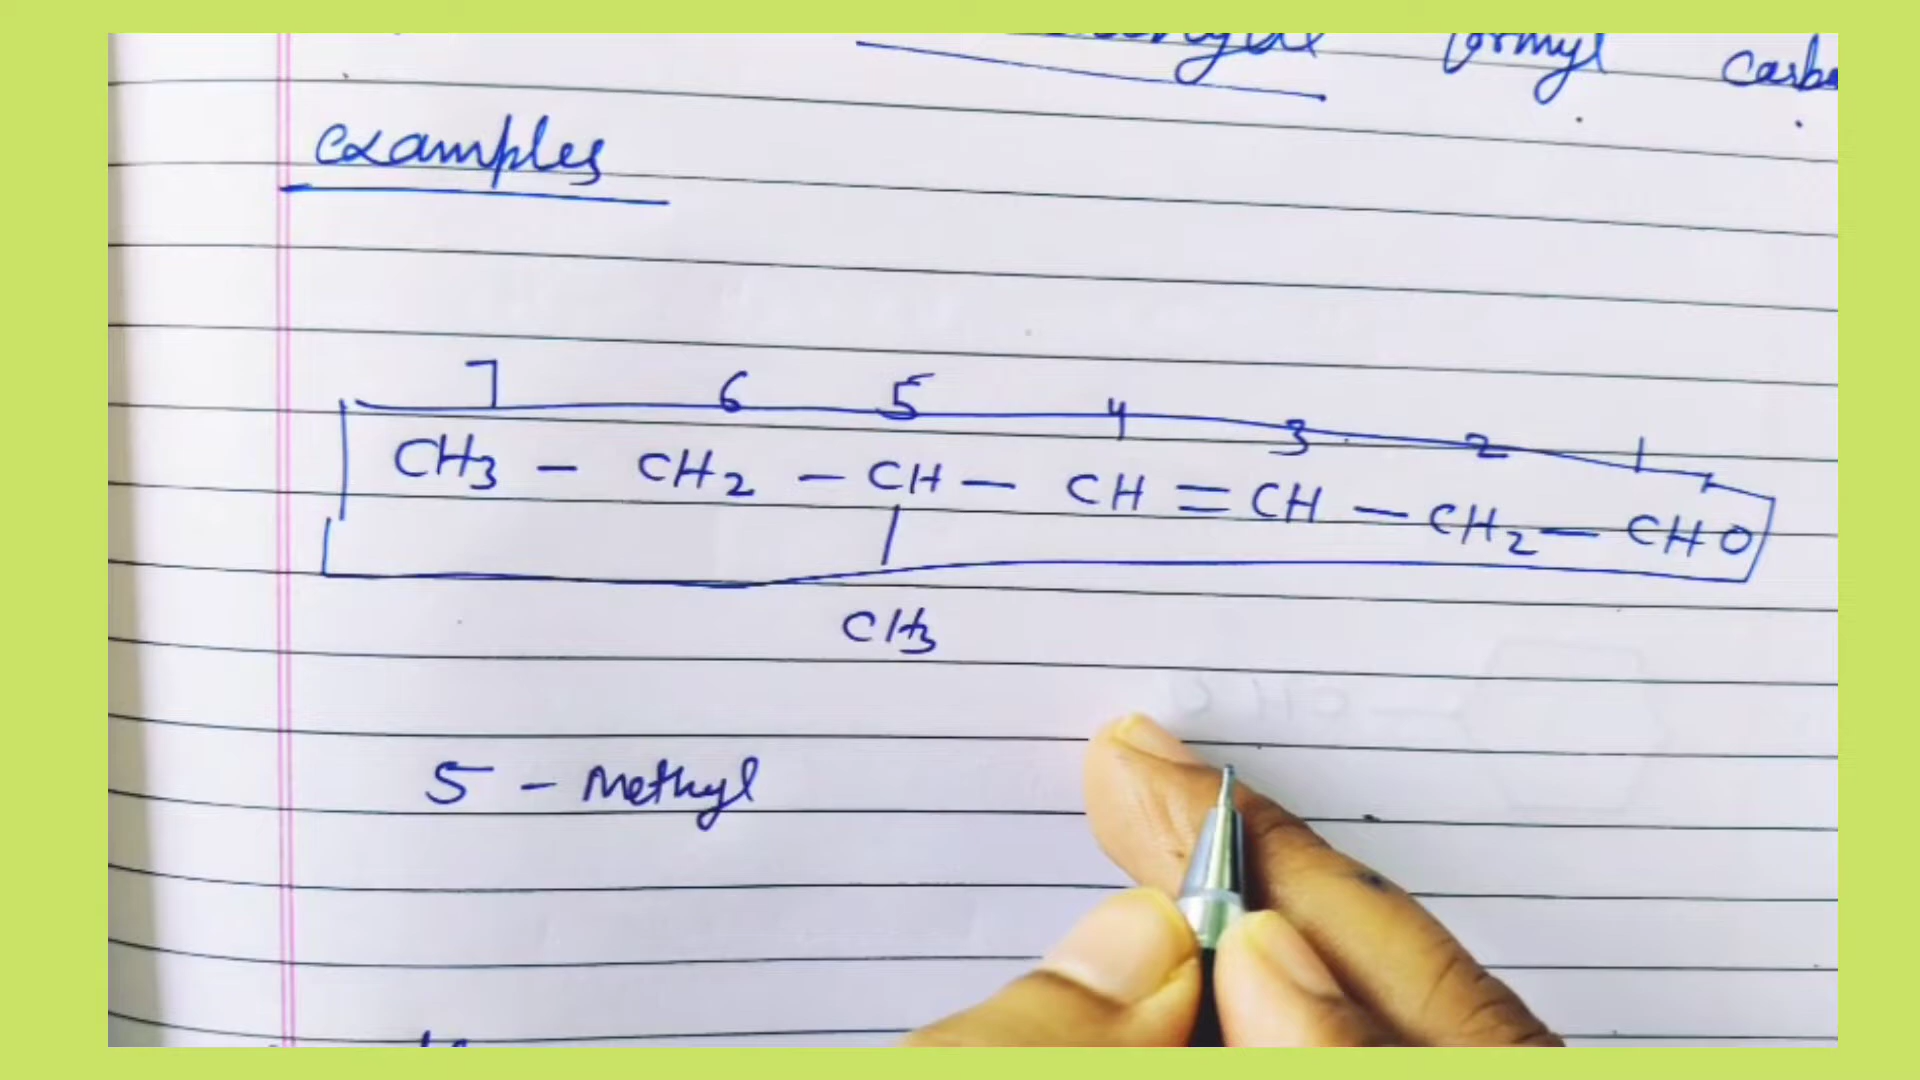 formyl
examples
7 6 5 4 3 2 1
CH3 - CH2 - CH - CH = CH - CH2 - CHO
CH3
5 - Methyl